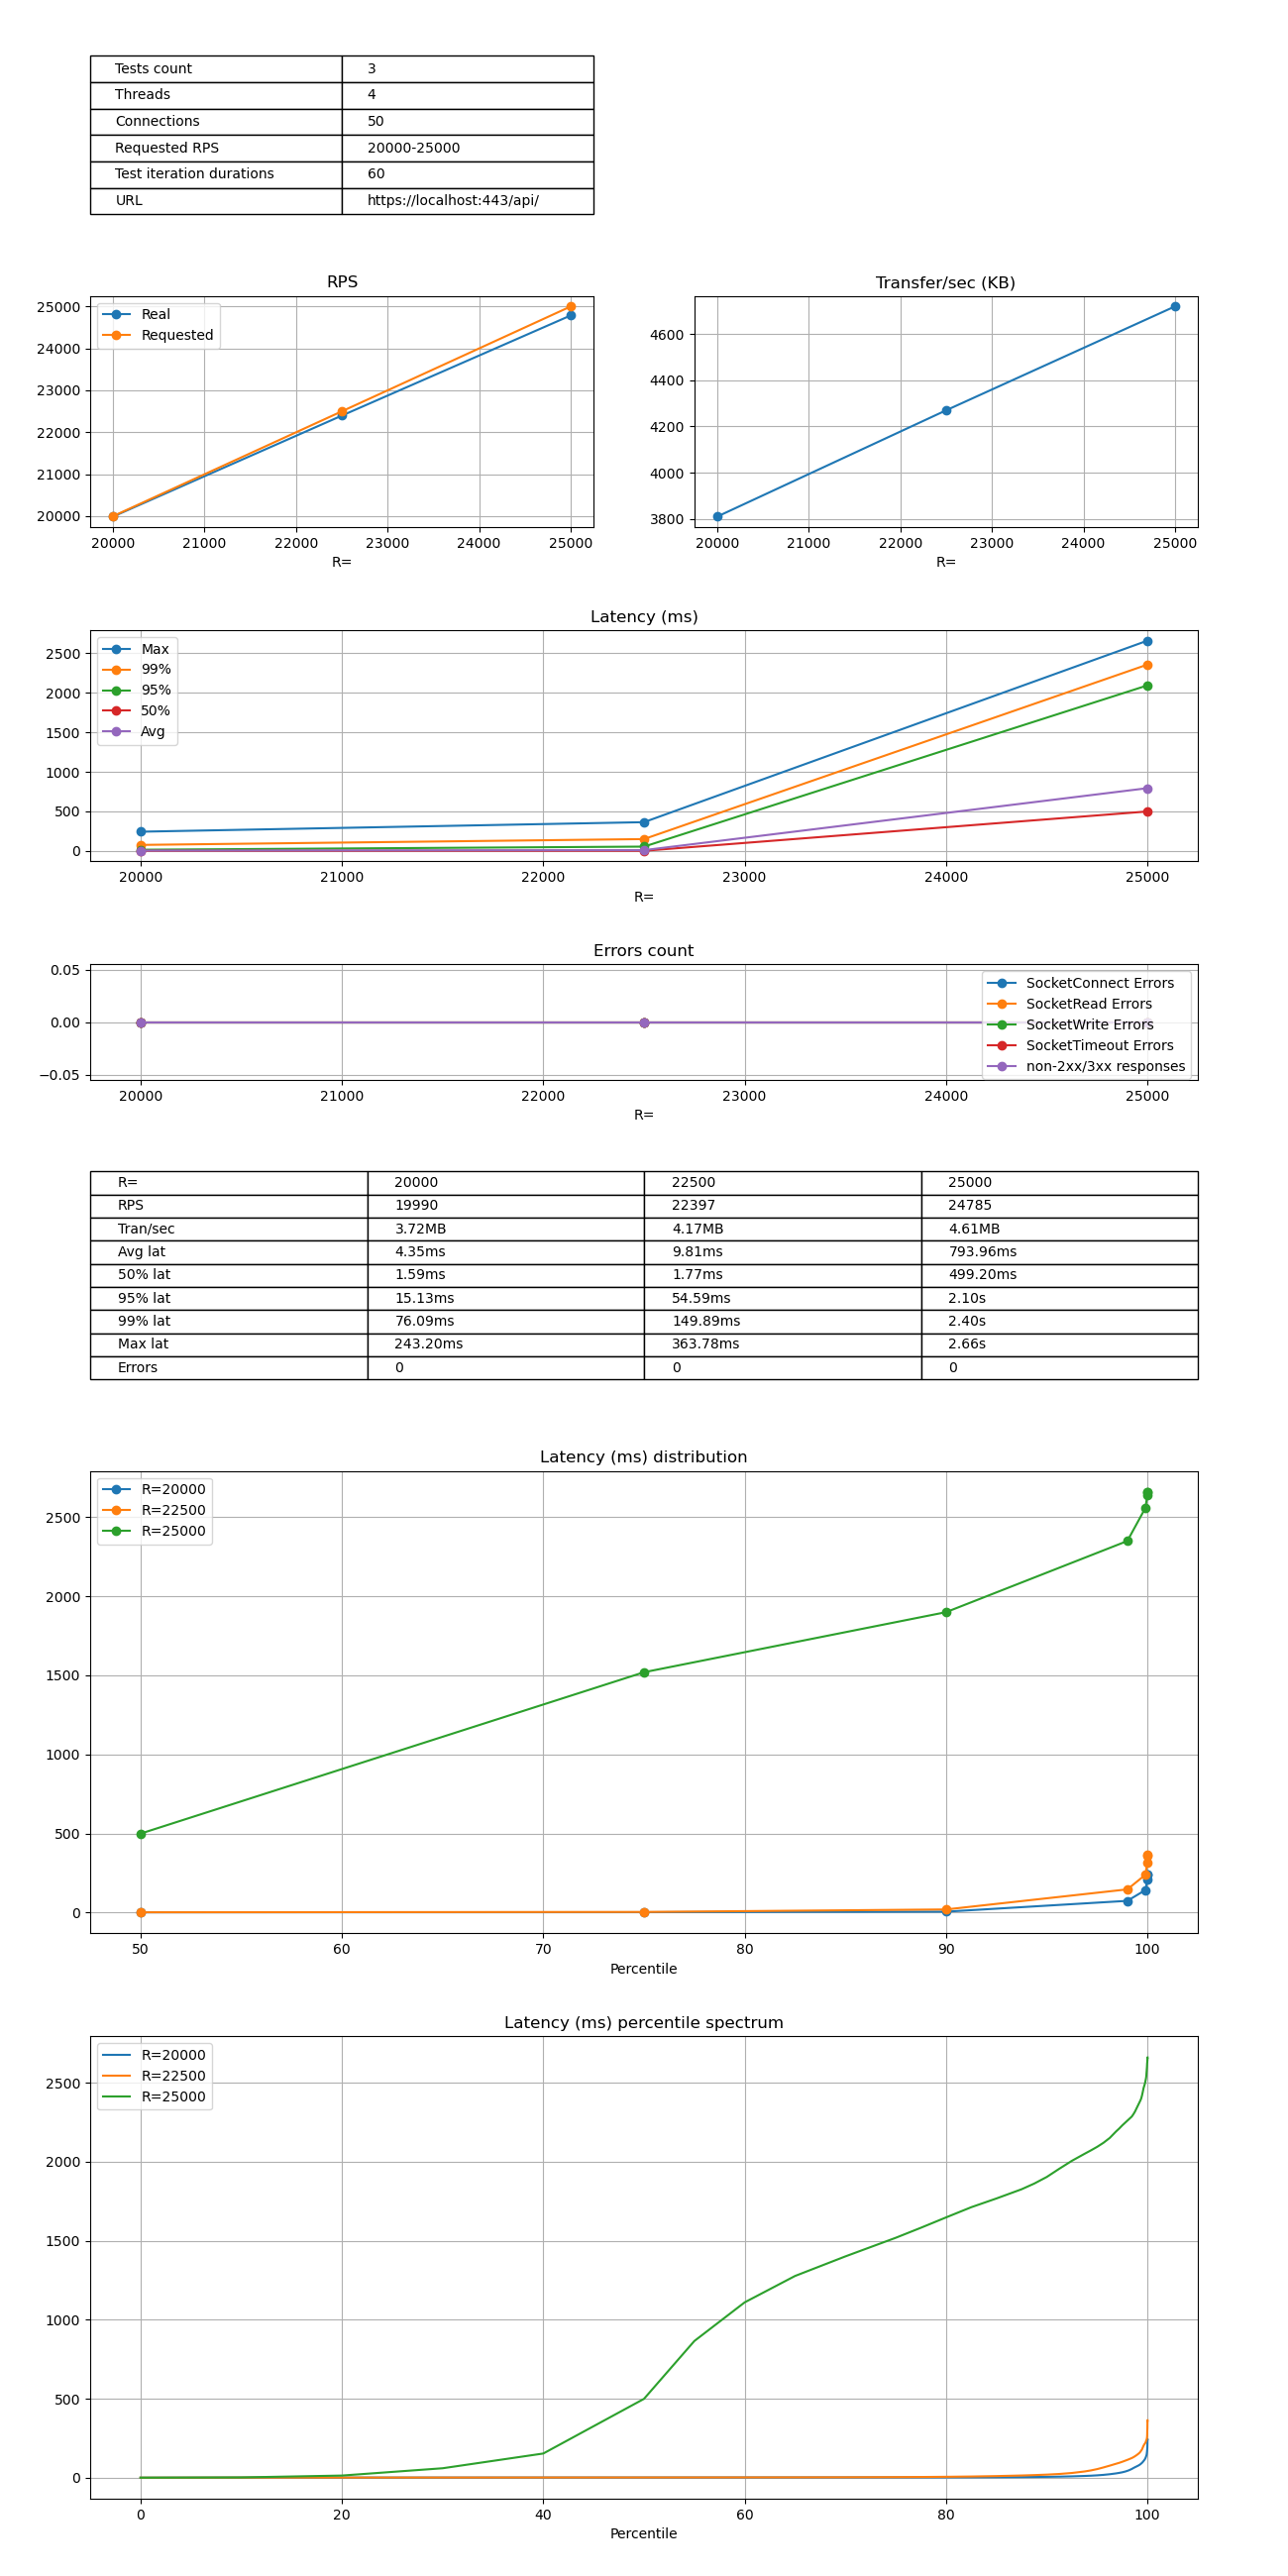 Tests count 3
Threads 4
Connections 50
Requested RPS 20000-25000
Test iteration durations 60
URL https://localhost:443/api/
RPS
Real
Requested
25000
24000
23000
22000
21000
20000
20000 21000 22000 23000 24000 25000
R=
Transfer/sec (KB)
4600
4400
4200
4000
3800
20000 21000 22000 23000 24000 25000
R=
Latency (ms)
Max
99%
95%
50%
Avg
2500
2000
1500
1000
500
0
20000 21000 22000 23000 24000 25000
R=
Errors count
0.05
0.00
−0.05
SocketConnect Errors
SocketRead Errors
SocketWrite Errors
SocketTimeout Errors
non-2xx/3xx responses
20000 21000 22000 23000 24000 25000
R=
R= 20000 22500 25000
RPS 19990 22397 24785
Tran/sec 3.72MB 4.17MB 4.61MB
Avg lat 4.35ms 9.81ms 793.96ms
50% lat 1.59ms 1.77ms 499.20ms
95% lat 15.13ms 54.59ms 2.10s
99% lat 76.09ms 149.89ms 2.40s
Max lat 243.20ms 363.78ms 2.66s
Errors 0 0 0
Latency (ms) distribution
R=20000
R=22500
R=25000
2500
2000
1500
1000
500
0
50 60 70 80 90 100
Percentile
Latency (ms) percentile spectrum
R=20000
R=22500
R=25000
2500
2000
1500
1000
500
0
0 20 40 60 80 100
Percentile